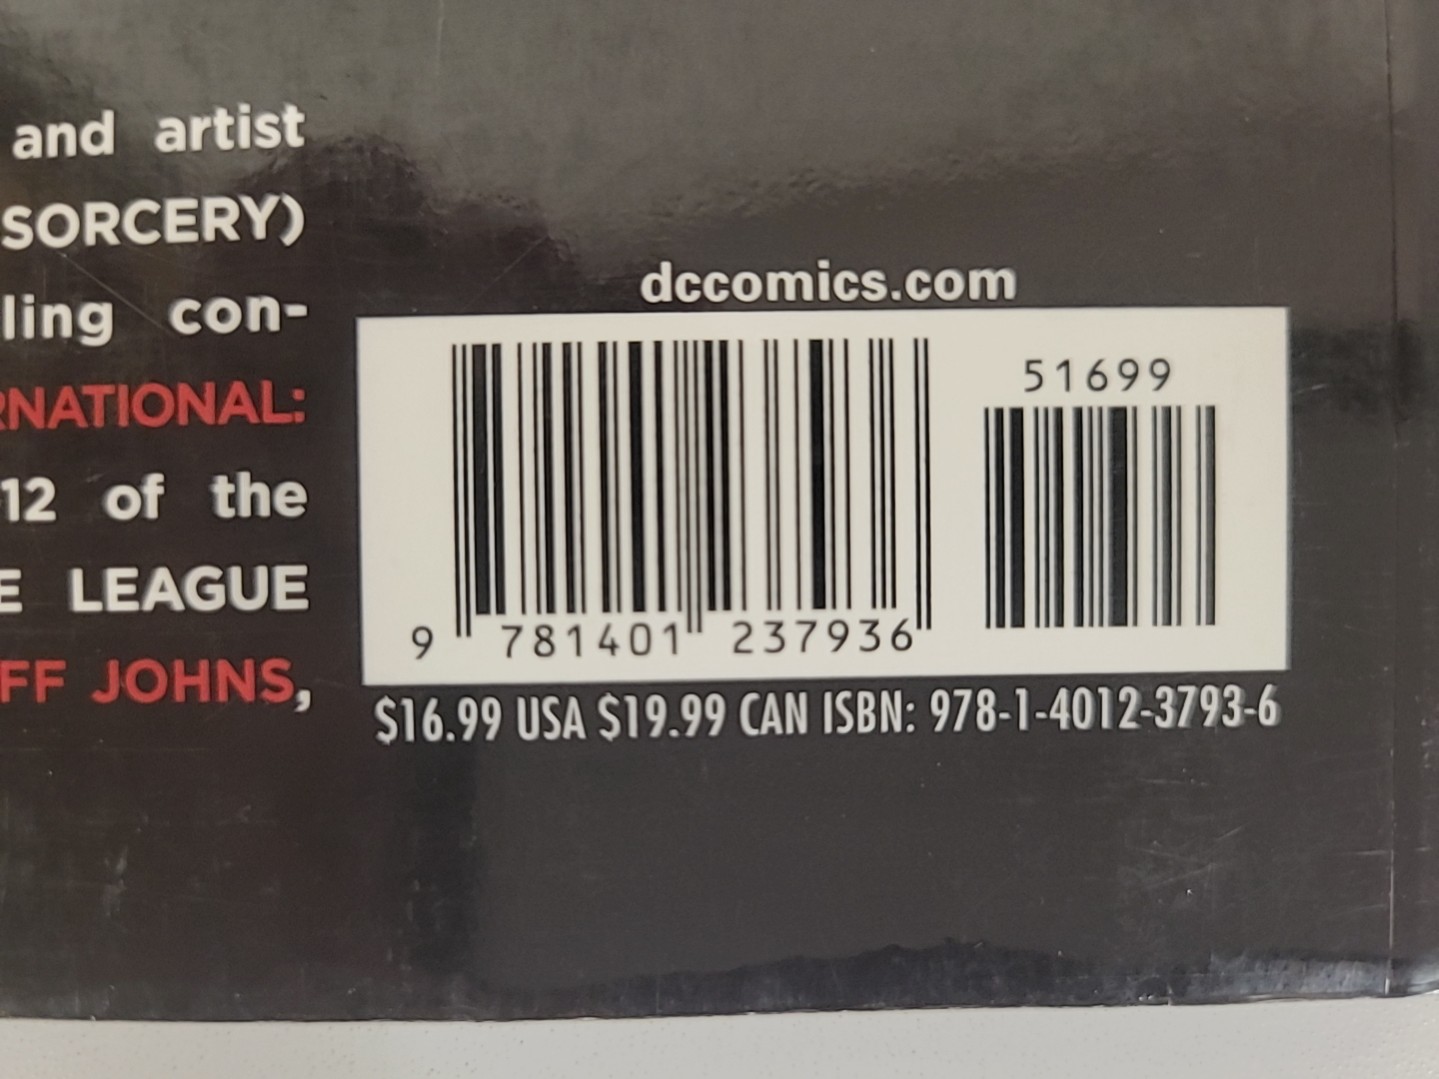 and artist
SORCERY)
ling con-
RNATIONAL:
12 of the
E LEAGUE
FF JOHNS,
dccomics.com
51699
9 781401 237936
$16.99 USA $19.99 CAN ISBN: 978-1-4012-3793-6